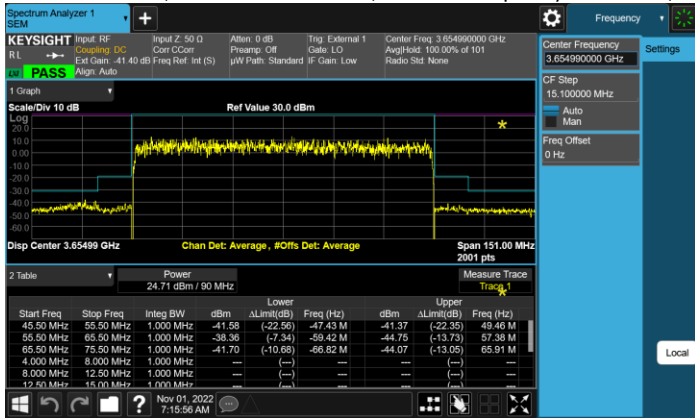 Spectrum Analyzer 1
SEM
Frequency
KEYSIGHT Input: RF Input Z: 50 Ω Atten: 0 dB Trig: External 1 Center Freq: 3.654990000 GHz
RL Coupling: DC Corr CCorr Preamp: Off Gate: LO Avg|Hold: 100.00% of 101
Ext Gain: -41.40 dB Freq Ref: Int (S) µW Path: Standard IF Gain: Low Radio Std: None
LW PASS Align: Auto
Center Frequency
3.654990000 GHz
Settings
CF Step
15.100000 MHz
Auto
Man
Freq Offset
0 Hz
1 Graph
Scale/Div 10 dB Ref Value 30.0 dBm
Log
20.0
10.0
0.00
-10.0
-20.0
-30.0
-40.0
-50.0
-60.0
Disp Center 3.65499 GHz Chan Det: Average, #Offs Det: Average Span 151.00 MHz
2001 pts
2 Table Power Measure Trace
24.71 dBm / 90 MHz Trace 1
Lower Upper
Start Freq Stop Freq Integ BW dBm ΔLimit(dB) Freq (Hz) dBm ΔLimit(dB) Freq (Hz)
45.50 MHz 55.50 MHz 1.000 MHz -41.58 (-22.56) -47.43 M -41.37 (-22.35) 49.46 M
55.50 MHz 65.50 MHz 1.000 MHz -38.36 (-7.34) -59.42 M -44.75 (-13.73) 57.38 M
65.50 MHz 75.50 MHz 1.000 MHz -41.70 (-10.68) -66.82 M -44.07 (-13.05) 65.91 M
4.000 MHz 8.000 MHz 1.000 MHz --- (---) --- (---)
8.000 MHz 12.50 MHz 1.000 MHz --- (---) --- (---)
12.50 MHz 15.00 MHz 1.000 MHz --- (---) --- (---)
Local
Nov 01, 2022
7:15:56 AM